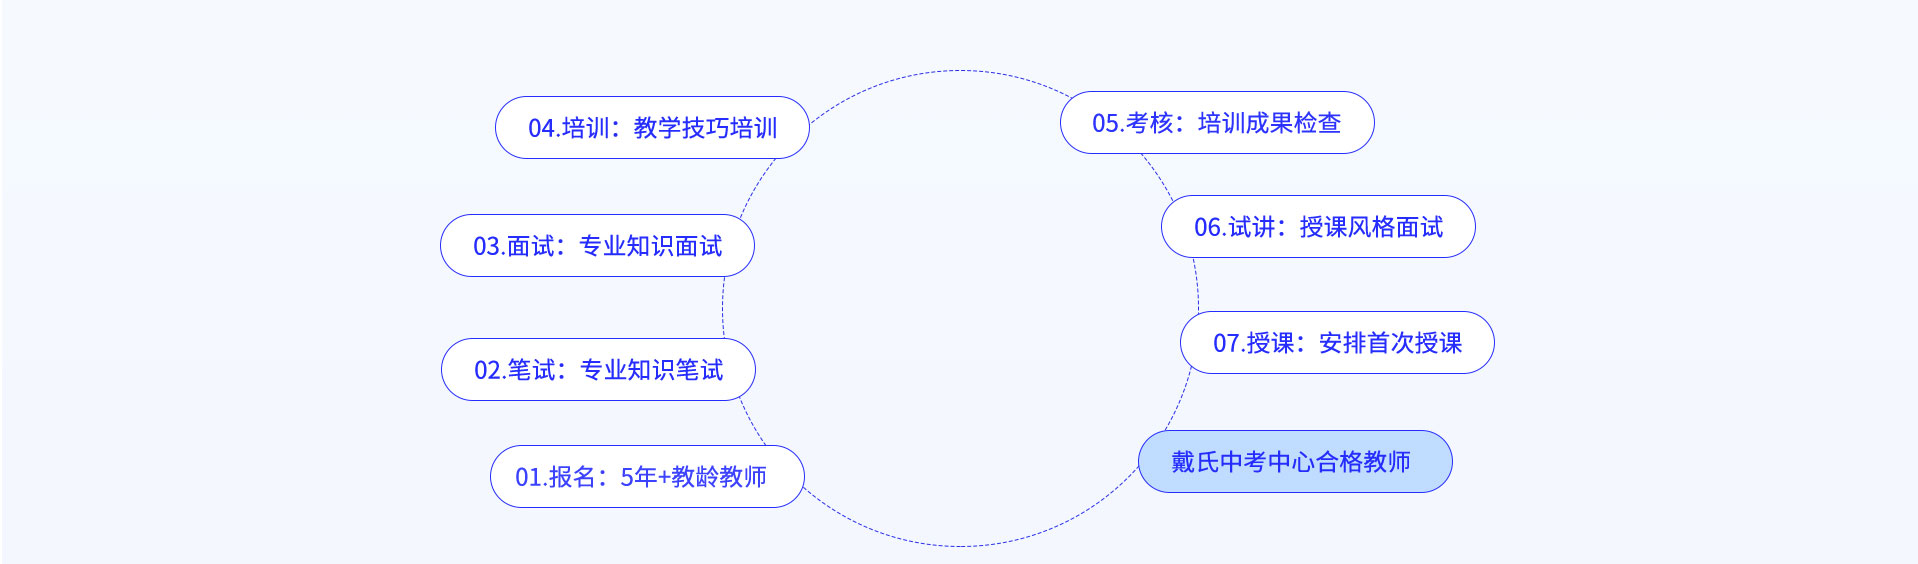 04.培训：教学技巧培训
05.考核：培训成果检查
03.面试：专业知识面试
06.试讲：授课风格面试
02.笔试：专业知识笔试
07.授课：安排首次授课
01.报名：5年+教龄教师
戴氏中考中心合格教师